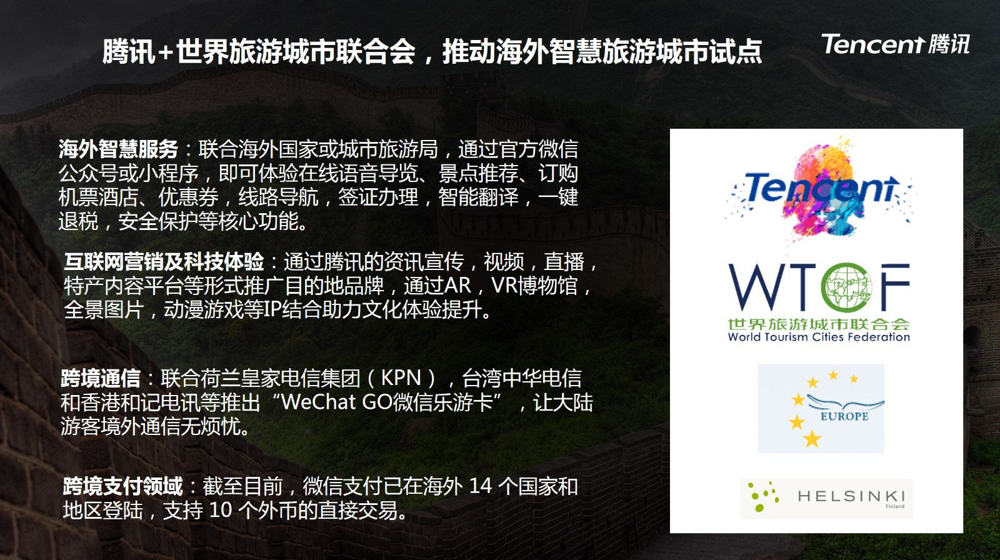 腾讯+世界旅游城市联合会，推动海外智慧旅游城市试点
Tencent 腾讯
海外智慧服务：联合海外国家或城市旅游局，通过官方微信
公众号或小程序，即可体验在线语音导览、景点推荐、订购
机票酒店、优惠券，线路导航，签证办理，智能翻译，一键
退税，安全保护等核心功能。
互联网营销及科技体验：通过腾讯的资讯宣传，视频，直播，
特产内容平台等形式推广目的地品牌，通过AR，VR博物馆，
全景图片，动漫游戏等IP结合助力文化体验提升。
跨境通信：联合荷兰皇家电信集团（KPN），台湾中华电信
和香港和记电讯等推出“WeChat GO微信乐游卡”，让大陆
游客境外通信无烦忧。
跨境支付领域：截至目前，微信支付已在海外 14 个国家和
地区登陆，支持 10 个外币的直接交易。
Tencent
WTCF
世界旅游城市联合会
World Tourism Cities Federation
EUROPE
HELSINKI
Finland